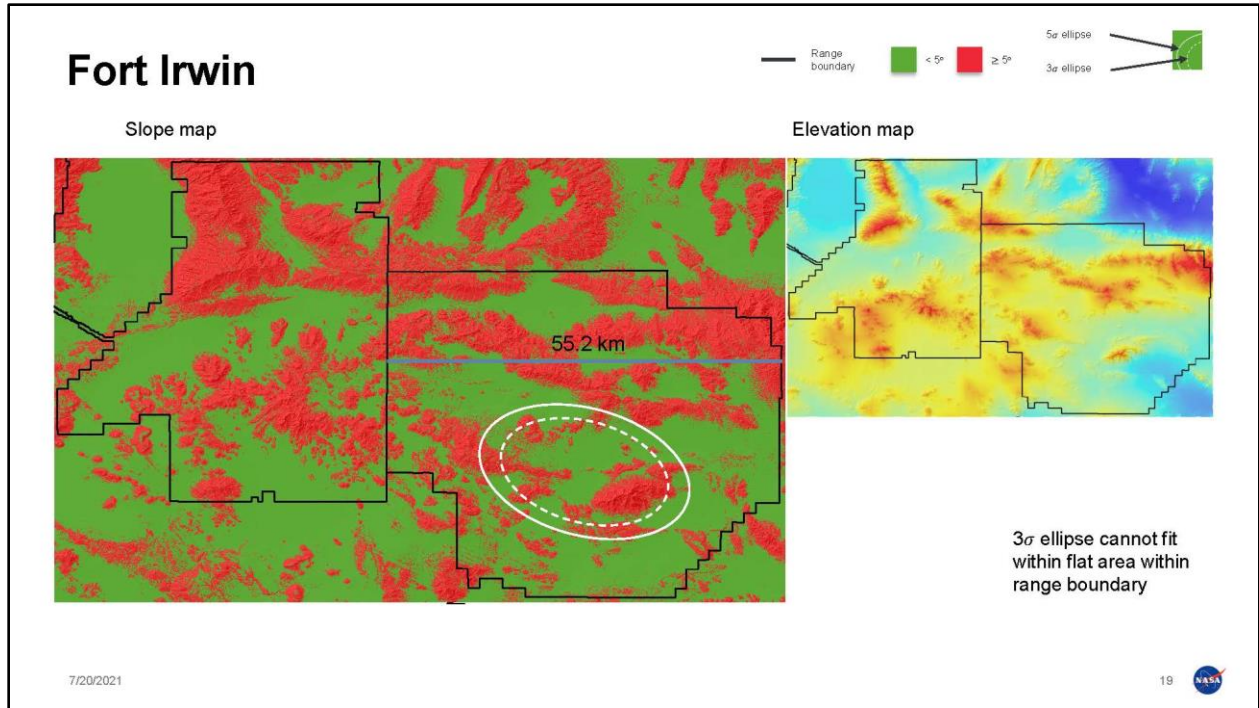 Fort Irwin
Range
boundary
< 5°
≥ 5°
5σ ellipse
3σ ellipse
Slope map
Elevation map
55.2 km
3σ ellipse cannot fit
within flat area within
range boundary
7/20/2021
19
NASA